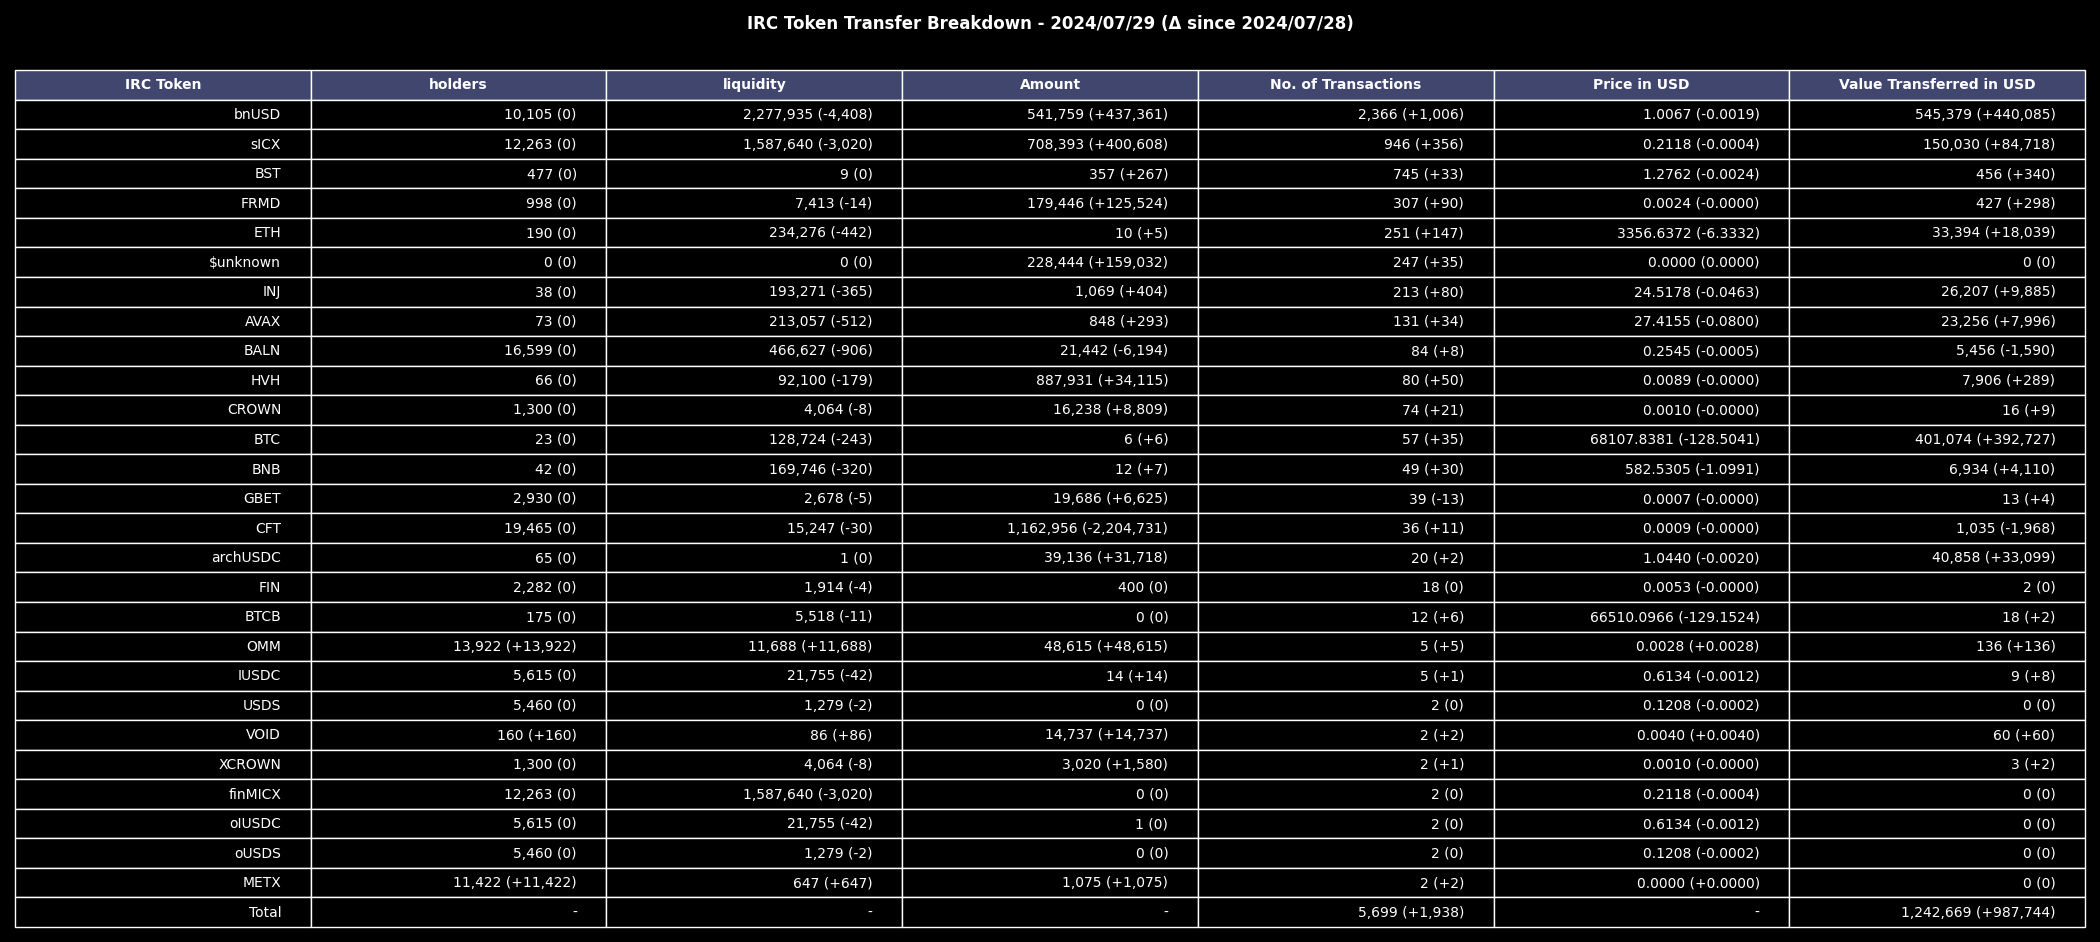 IRC Token Transfer Breakdown - 2024/07/29 (Δ since 2024/07/28)
IRC Token holders liquidity Amount No. of Transactions Price in USD Value Transferred in USD
bnUSD 10,105 (0) 2,277,935 (-4,408) 541,759 (+437,361) 2,366 (+1,006) 1.0067 (-0.0019) 545,379 (+440,085)
sICX 12,263 (0) 1,587,640 (-3,020) 708,393 (+400,608) 946 (+356) 0.2118 (-0.0004) 150,030 (+84,718)
BST 477 (0) 9 (0) 357 (+267) 745 (+33) 1.2762 (-0.0024) 456 (+340)
FRMD 998 (0) 7,413 (-14) 179,446 (+125,524) 307 (+90) 0.0024 (-0.0000) 427 (+298)
ETH 190 (0) 234,276 (-442) 10 (+5) 251 (+147) 3356.6372 (-6.3332) 33,394 (+18,039)
$unknown 0 (0) 0 (0) 228,444 (+159,032) 247 (+35) 0.0000 (0.0000) 0 (0)
INJ 38 (0) 193,271 (-365) 1,069 (+404) 213 (+80) 24.5178 (-0.0463) 26,207 (+9,885)
AVAX 73 (0) 213,057 (-512) 848 (+293) 131 (+34) 27.4155 (-0.0800) 23,256 (+7,996)
BALN 16,599 (0) 466,627 (-906) 21,442 (-6,194) 84 (+8) 0.2545 (-0.0005) 5,456 (-1,590)
HVH 66 (0) 92,100 (-179) 887,931 (+34,115) 80 (+50) 0.0089 (-0.0000) 7,906 (+289)
CROWN 1,300 (0) 4,064 (-8) 16,238 (+8,809) 74 (+21) 0.0010 (-0.0000) 16 (+9)
BTC 23 (0) 128,724 (-243) 6 (+6) 57 (+35) 68107.8381 (-128.5041) 401,074 (+392,727)
BNB 42 (0) 169,746 (-320) 12 (+7) 49 (+30) 582.5305 (-1.0991) 6,934 (+4,110)
GBET 2,930 (0) 2,678 (-5) 19,686 (+6,625) 39 (-13) 0.0007 (-0.0000) 13 (+4)
CFT 19,465 (0) 15,247 (-30) 1,162,956 (-2,204,731) 36 (+11) 0.0009 (-0.0000) 1,035 (-1,968)
archUSDC 65 (0) 1 (0) 39,136 (+31,718) 20 (+2) 1.0440 (-0.0020) 40,858 (+33,099)
FIN 2,282 (0) 1,914 (-4) 400 (0) 18 (0) 0.0053 (-0.0000) 2 (0)
BTCB 175 (0) 5,518 (-11) 0 (0) 12 (+6) 66510.0966 (-129.1524) 18 (+2)
OMM 13,922 (+13,922) 11,688 (+11,688) 48,615 (+48,615) 5 (+5) 0.0028 (+0.0028) 136 (+136)
IUSDC 5,615 (0) 21,755 (-42) 14 (+14) 5 (+1) 0.6134 (-0.0012) 9 (+8)
USDS 5,460 (0) 1,279 (-2) 0 (0) 2 (0) 0.1208 (-0.0002) 0 (0)
VOID 160 (+160) 86 (+86) 14,737 (+14,737) 2 (+2) 0.0040 (+0.0040) 60 (+60)
XCROWN 1,300 (0) 4,064 (-8) 3,020 (+1,580) 2 (+1) 0.0010 (-0.0000) 3 (+2)
finMICX 12,263 (0) 1,587,640 (-3,020) 0 (0) 2 (0) 0.2118 (-0.0004) 0 (0)
oIUSDC 5,615 (0) 21,755 (-42) 1 (0) 2 (0) 0.6134 (-0.0012) 0 (0)
oUSDS 5,460 (0) 1,279 (-2) 0 (0) 2 (0) 0.1208 (-0.0002) 0 (0)
METX 11,422 (+11,422) 647 (+647) 1,075 (+1,075) 2 (+2) 0.0000 (+0.0000) 0 (0)
Total - - - 5,699 (+1,938) - 1,242,669 (+987,744)